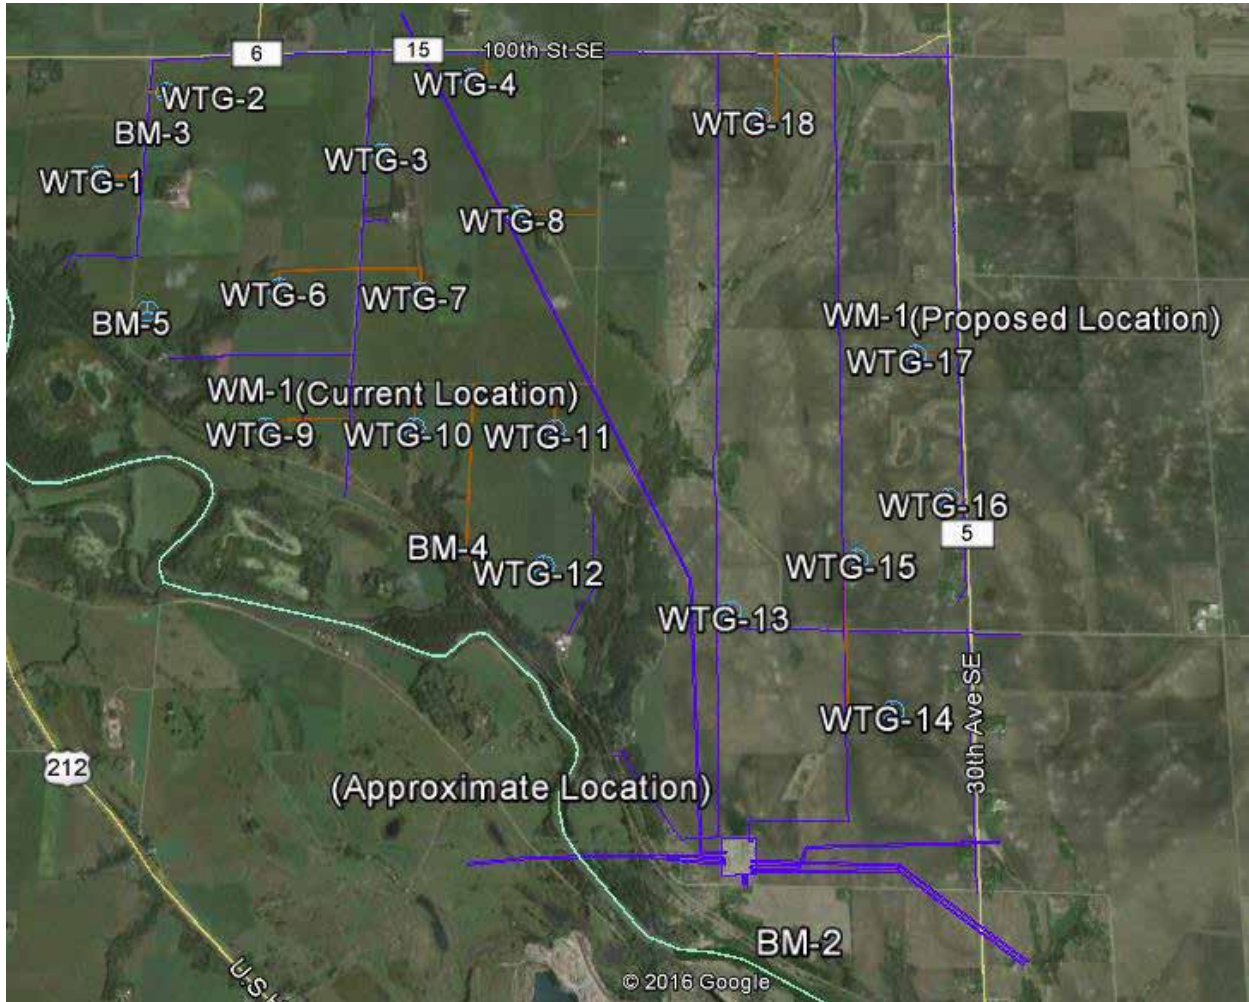 6
15
100th St SE
WTG-2
WTG-4
BM-3
WTG-18
WTG-3
WTG-1
WTG-8
WTG-6
WTG-7
BM-5
WM-1(Proposed Location)
WTG-17
WM-1(Current Location)
WTG-9
WTG-10
WTG-11
WTG-16
5
BM-4
WTG-12
WTG-15
WTG-13
30th Ave SE
WTG-14
212
(Approximate Location)
BM-2
U.S.
© 2016 Google